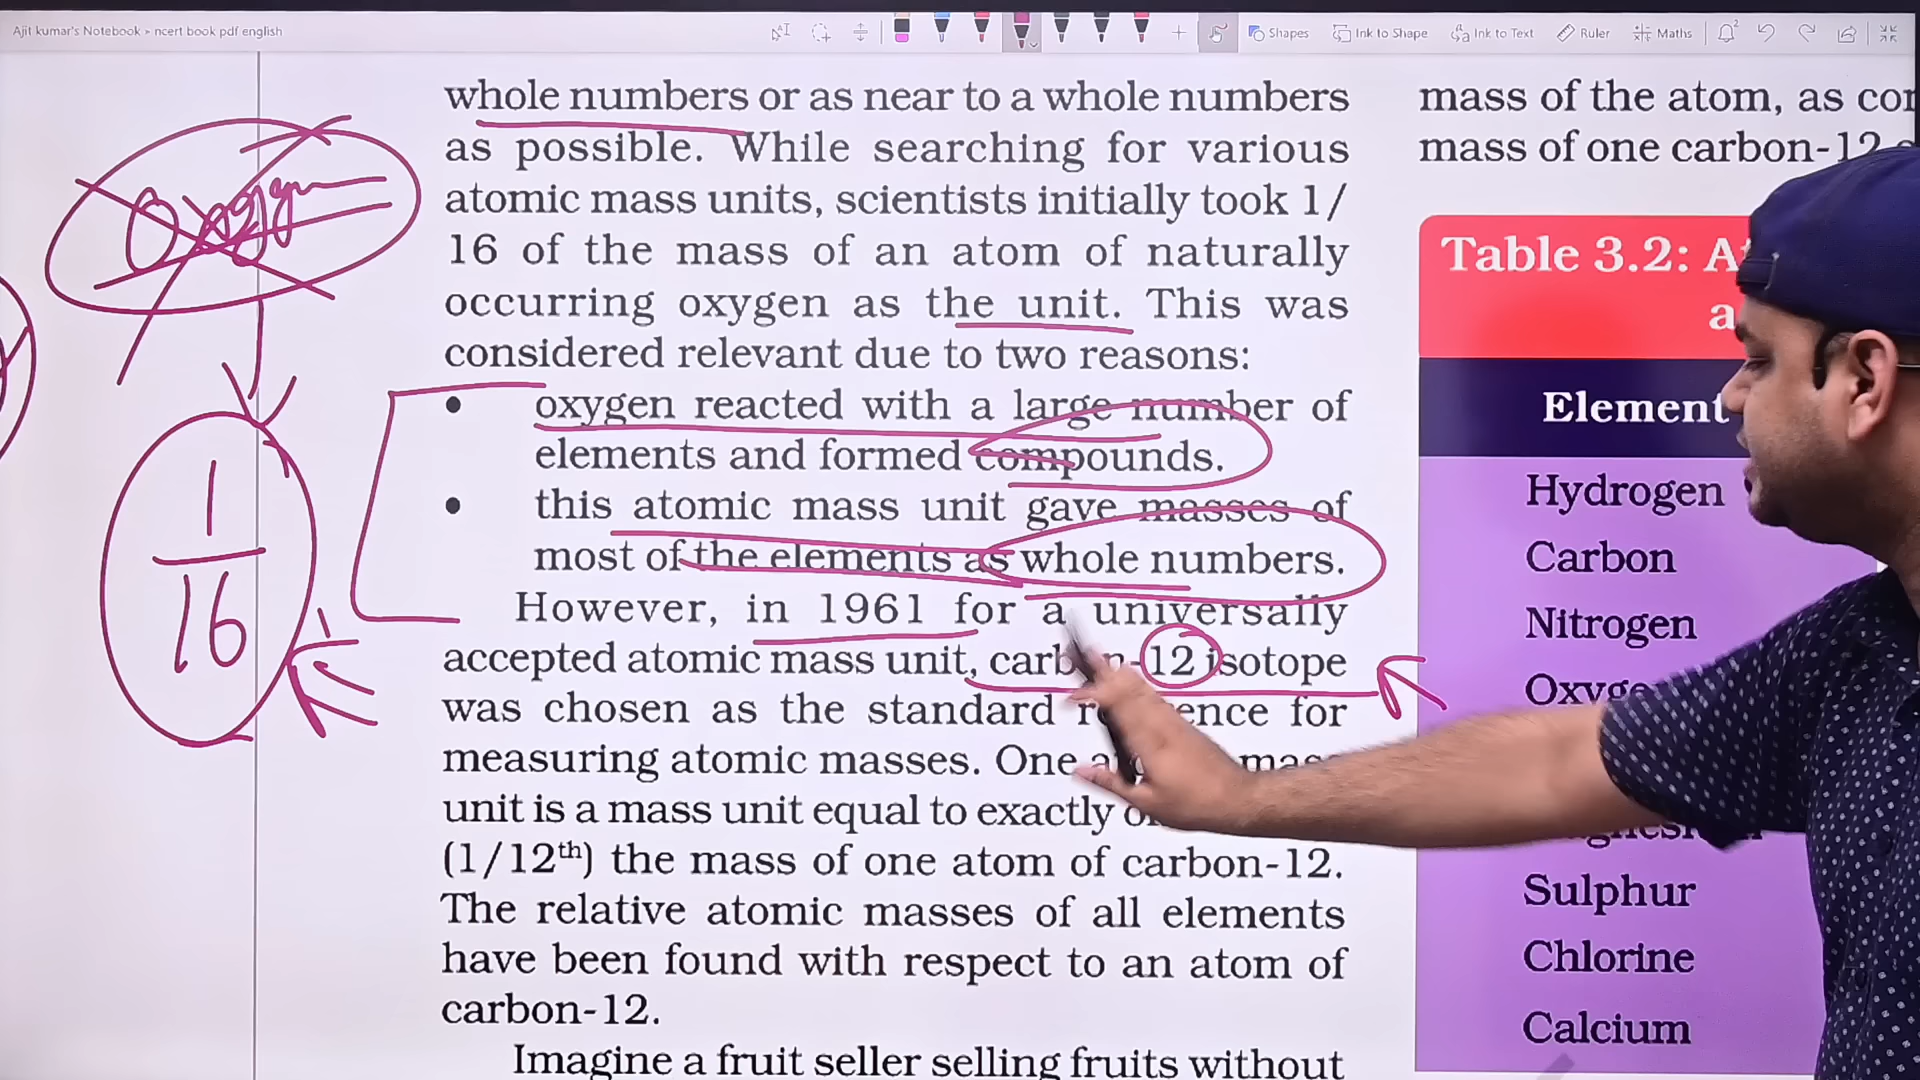 Ajit kumar's Notebook > ncert book pdf english
Shapes
Ink to Shape
Ink to Text
Ruler
Maths
whole numbers or as near to a whole numbers
as possible. While searching for various
atomic mass units, scientists initially took 1/
16 of the mass of an atom of naturally
occurring oxygen as the unit. This was
considered relevant due to two reasons:
• oxygen reacted with a large number of
elements and formed compounds.
• this atomic mass unit gave masses of
most of the elements as whole numbers.
However, in 1961 for a universally
accepted atomic mass unit, carbon-12 isotope
was chosen as the standard reference for
measuring atomic masses. One
unit is a mass unit equal to exactly
(1/12th) the mass of one atom of carbon-12.
The relative atomic masses of all elements
have been found with respect to an atom of
carbon-12.
Imagine a fruit seller selling fruits without
Oxygen
1
16
mass of the atom, as
mass of one carbon-12
Table 3.2:
Element
Hydrogen
Carbon
Nitrogen
Sulphur
Chlorine
Calcium